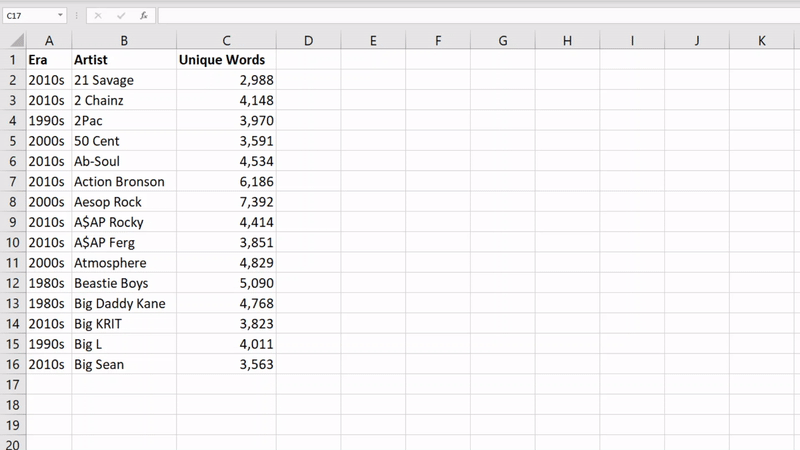 C17 fx
A B C D E F G H I J K
1 Era Artist Unique Words
2 2010s 21 Savage 2,988
3 2010s 2 Chainz 4,148
4 1990s 2Pac 3,970
5 2000s 50 Cent 3,591
6 2010s Ab-Soul 4,534
7 2010s Action Bronson 6,186
8 2000s Aesop Rock 7,392
9 2010s A$AP Rocky 4,414
10 2010s A$AP Ferg 3,851
11 2000s Atmosphere 4,829
12 1980s Beastie Boys 5,090
13 1980s Big Daddy Kane 4,768
14 2010s Big KRIT 3,823
15 1990s Big L 4,011
16 2010s Big Sean 3,563
17
18
19
20